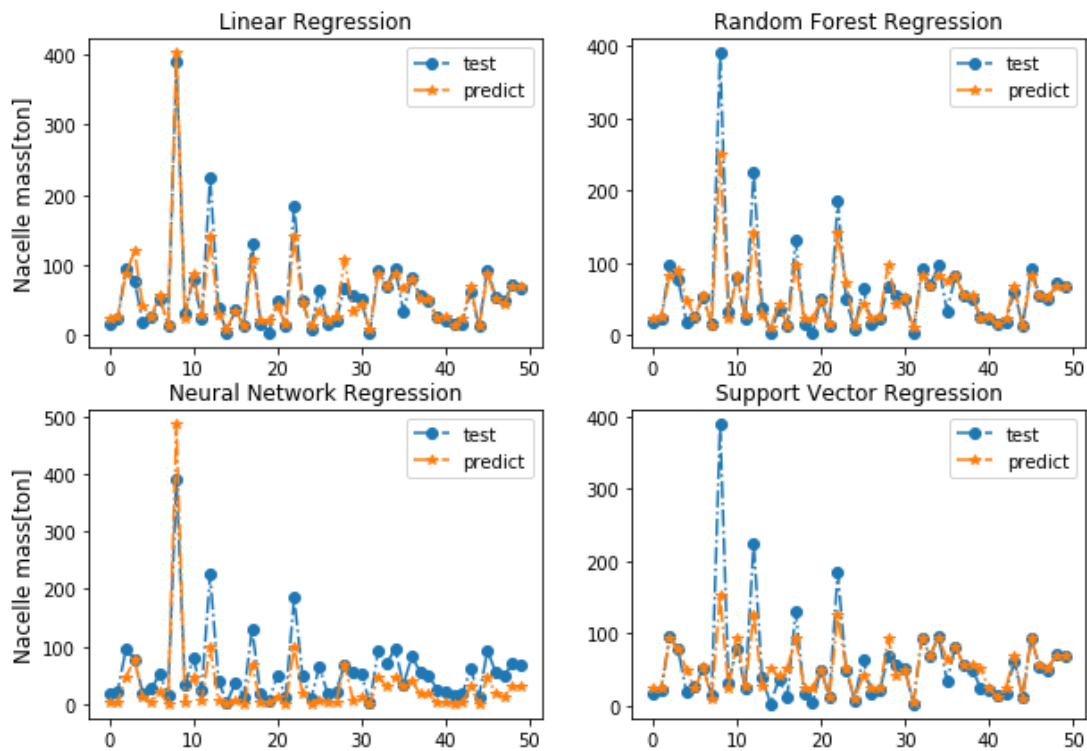 Linear Regression
Random Forest Regression
test
predict
test
predict
Nacelle mass[ton]
400
300
200
100
0
400
300
200
100
0
0 10 20 30 40 50
0 10 20 30 40 50
Neural Network Regression
Support Vector Regression
test
predict
test
predict
Nacelle mass[ton]
500
400
300
200
100
0
400
300
200
100
0
0 10 20 30 40 50
0 10 20 30 40 50